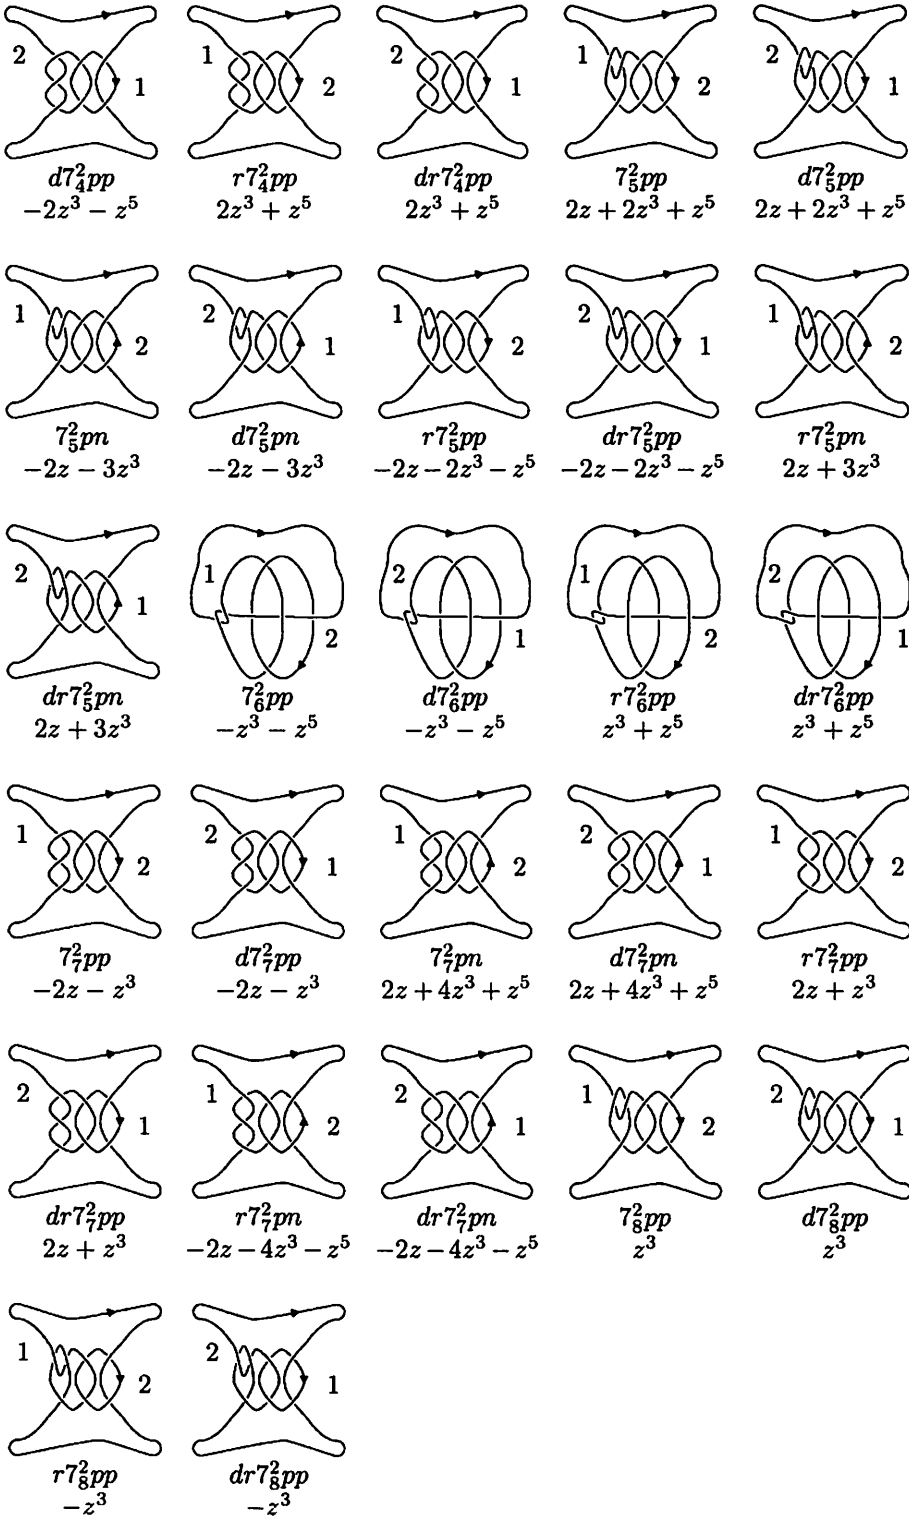 2 1 1 2 2 1 1 2 2 1
d7²₄pp r7²₄pp dr7²₄pp 7²₅pp d7²₅pp
−2z³ − z⁵ 2z³ + z⁵ 2z³ + z⁵ 2z + 2z³ + z⁵ 2z + 2z³ + z⁵
1 2 2 1 1 2 2 1 1 2
7²₅pn d7²₅pn r7²₅pp dr7²₅pp r7²₅pn
−2z − 3z³ −2z − 3z³ −2z − 2z³ − z⁵ −2z − 2z³ − z⁵ 2z + 3z³
2 1 1 2 2 1 1 2 2 1
dr7²₅pn 7²₆pp d7²₆pp r7²₆pp dr7²₆pp
2z + 3z³ −z³ − z⁵ −z³ − z⁵ z³ + z⁵ z³ + z⁵
1 2 2 1 1 2 2 1 1 2
7²₇pp d7²₇pp 7²₇pn d7²₇pn r7²₇pp
−2z − z³ −2z − z³ 2z + 4z³ + z⁵ 2z + 4z³ + z⁵ 2z + z³
2 1 1 2 2 1 1 2 2 1
dr7²₇pp r7²₇pn dr7²₇pn 7²₈pp d7²₈pp
2z + z³ −2z − 4z³ − z⁵ −2z − 4z³ − z⁵ z³ z³
1 2 2 1
r7²₈pp dr7²₈pp
−z³ −z³